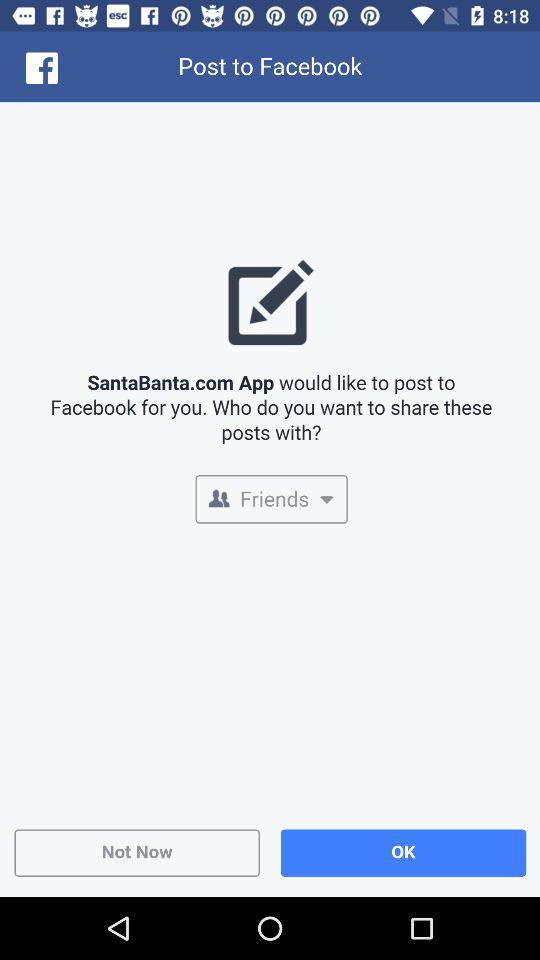 esc
8:18
Post to Facebook
SantaBanta.com App would like to post to
Facebook for you. Who do you want to share these
posts with?
Friends
Not Now
OK